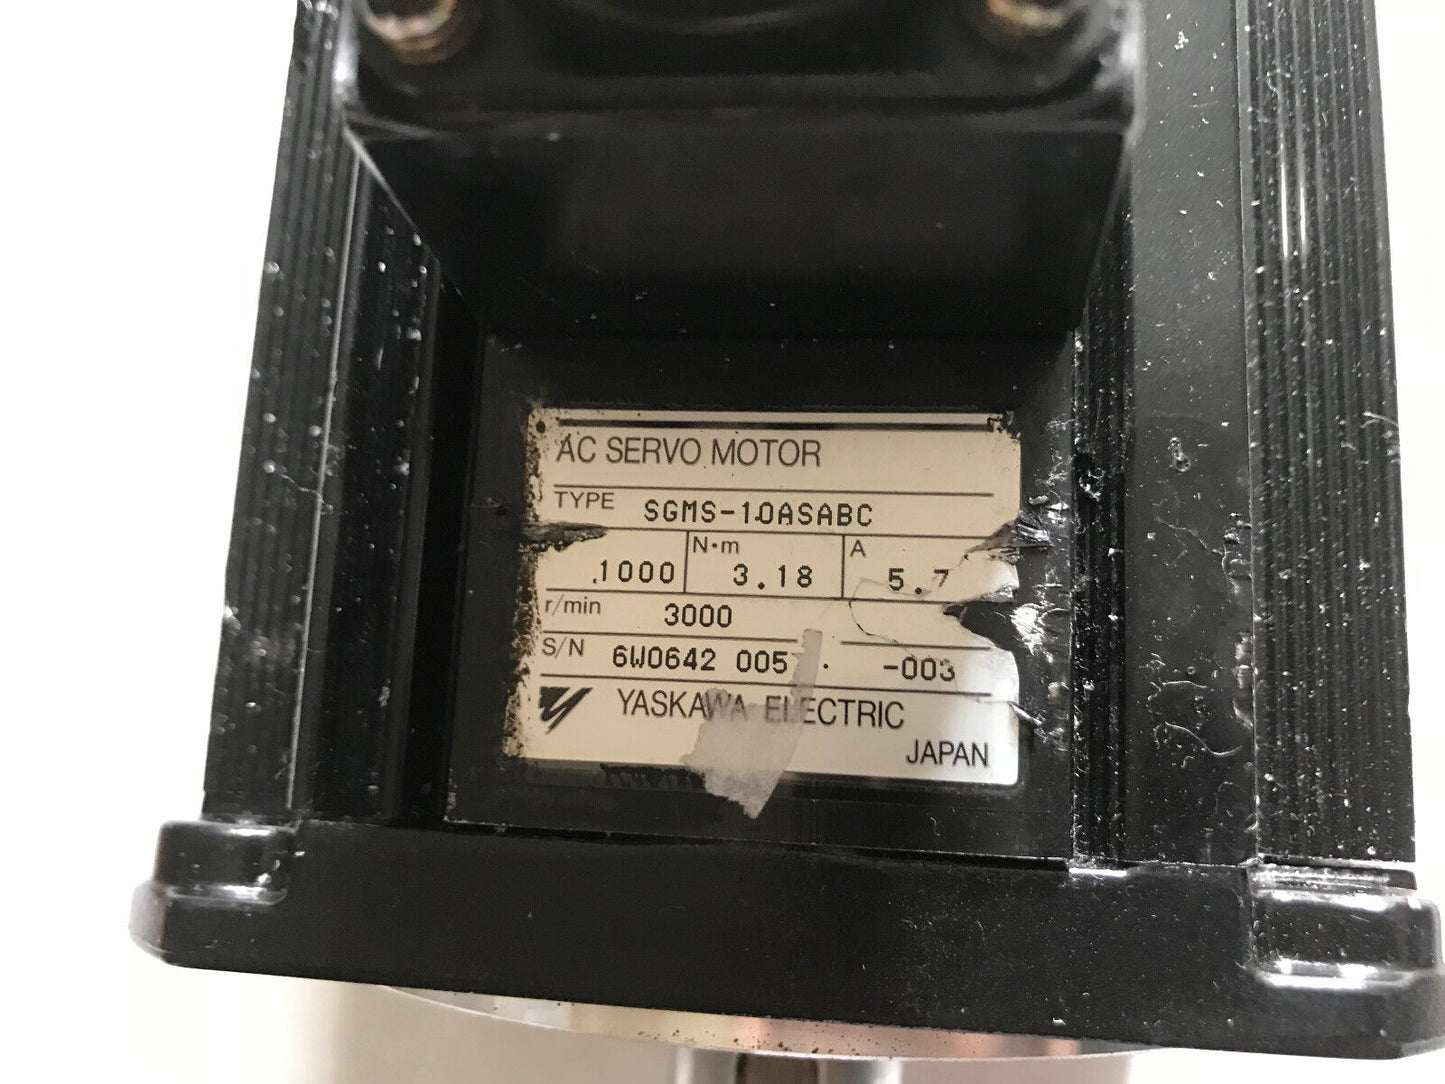 AC SERVO MOTOR
TYPE SGMS-10ASABC
N·m A
1000 3.18 5.7
r/min 3000
S/N 6W0642 005 -003
YASKAWA ELECTRIC
JAPAN